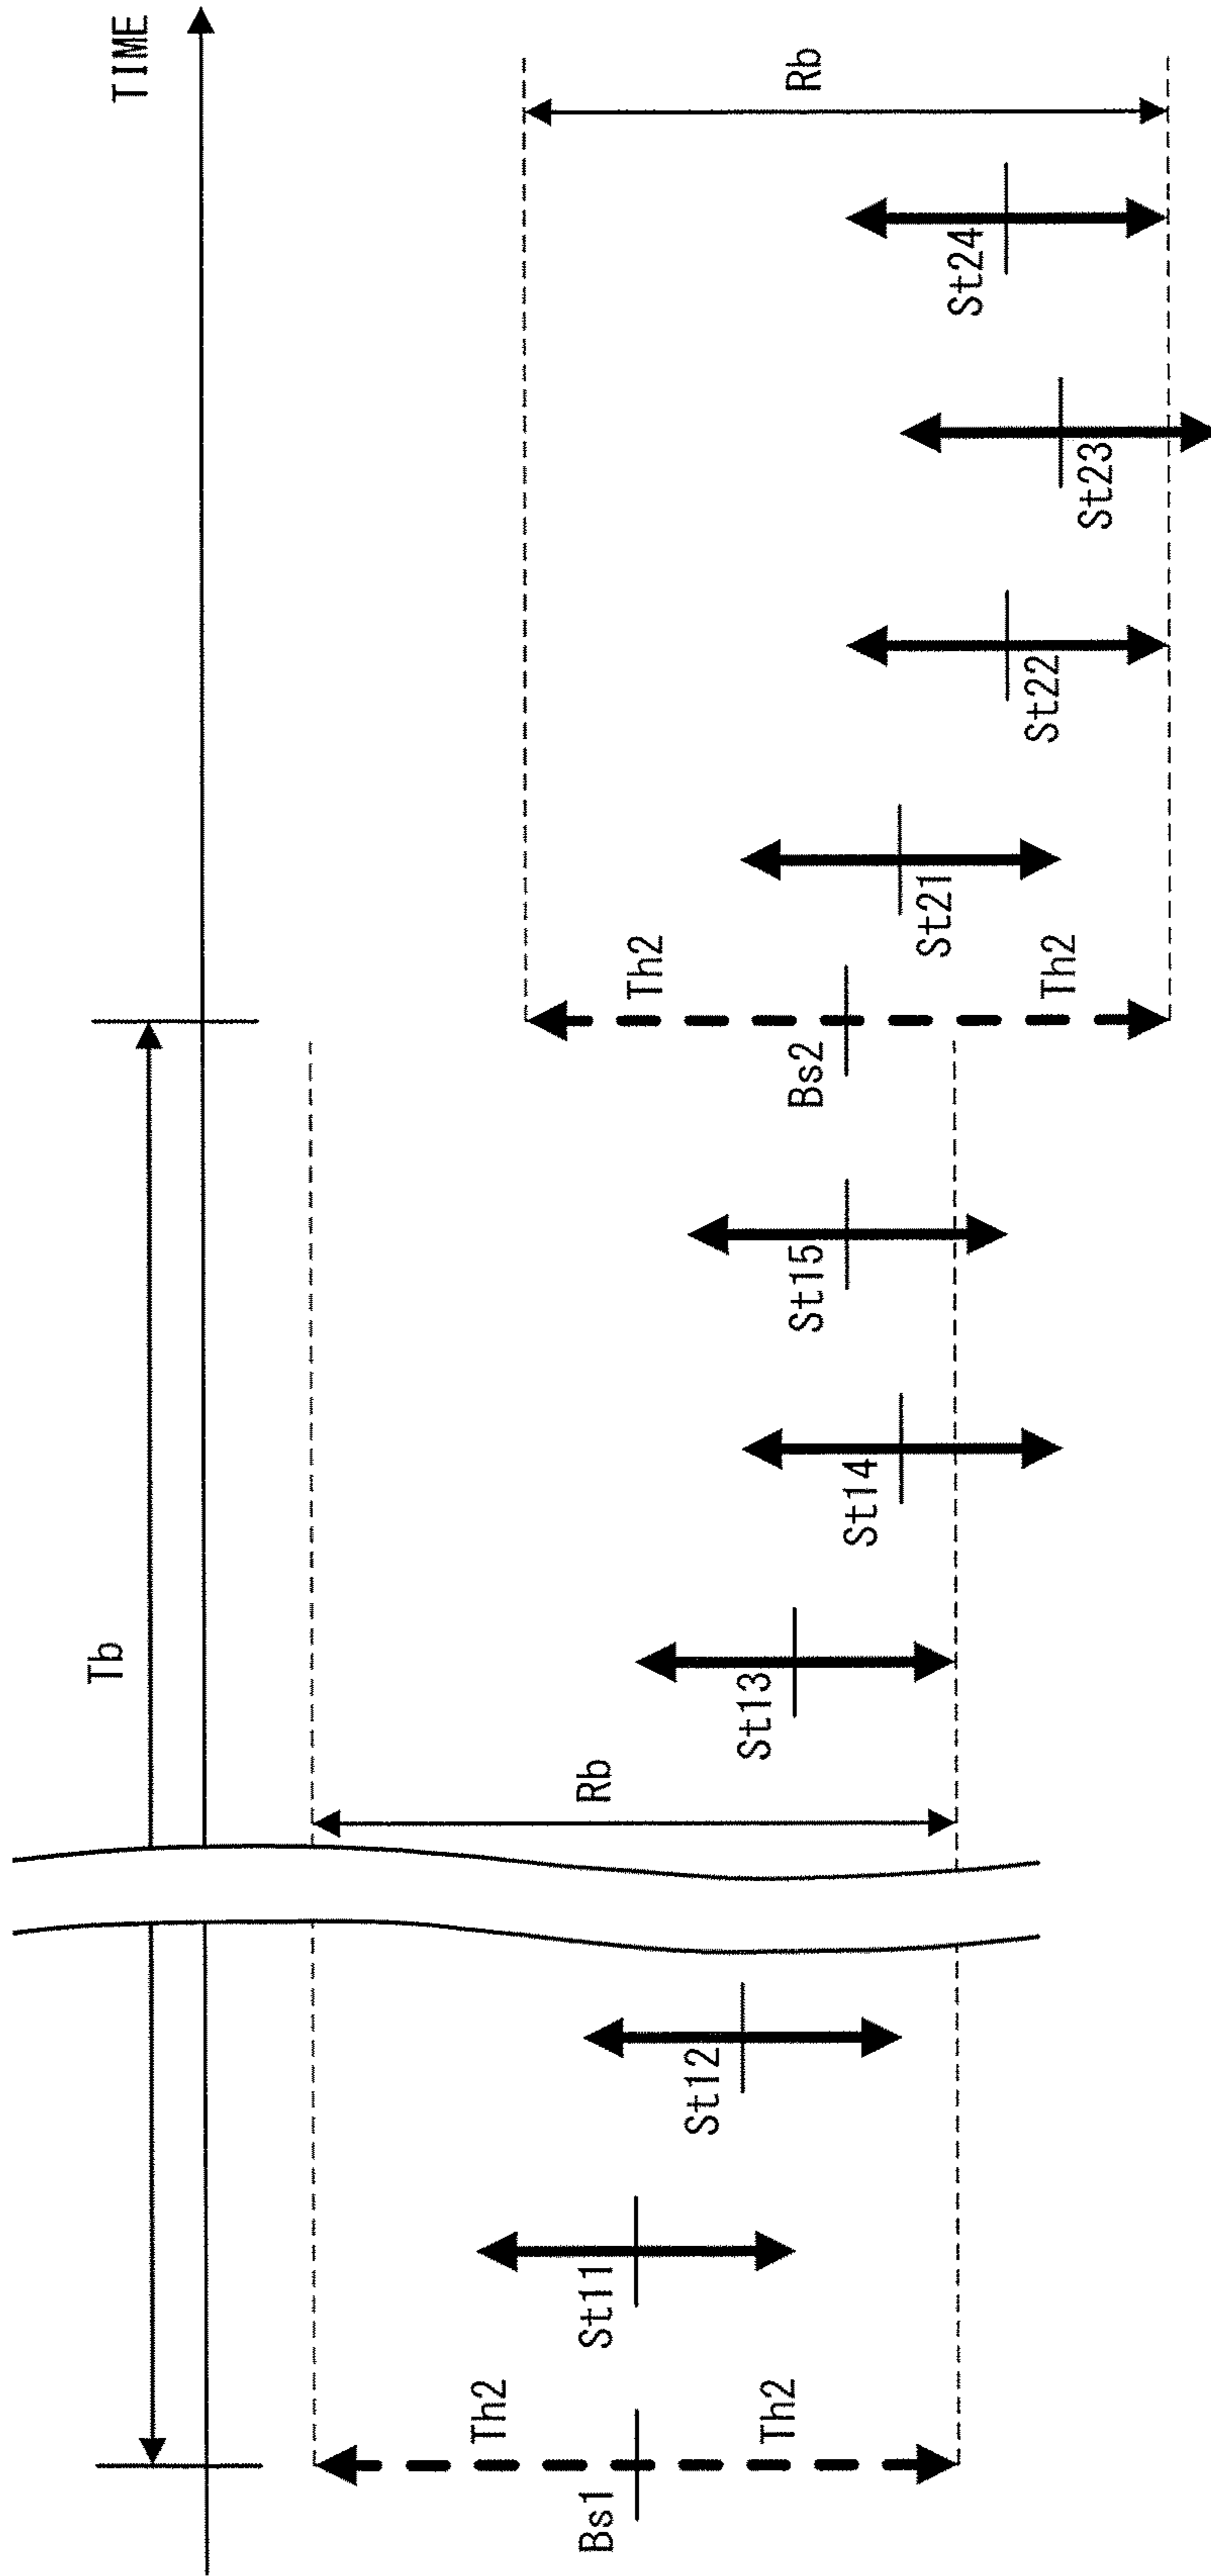 Tb
TIME
Th2
Bs1
St11
Rb
Th2
St12
St13
Th2
St15
Bs2
Rb
St14
St21
St24
St22
Th2
St23